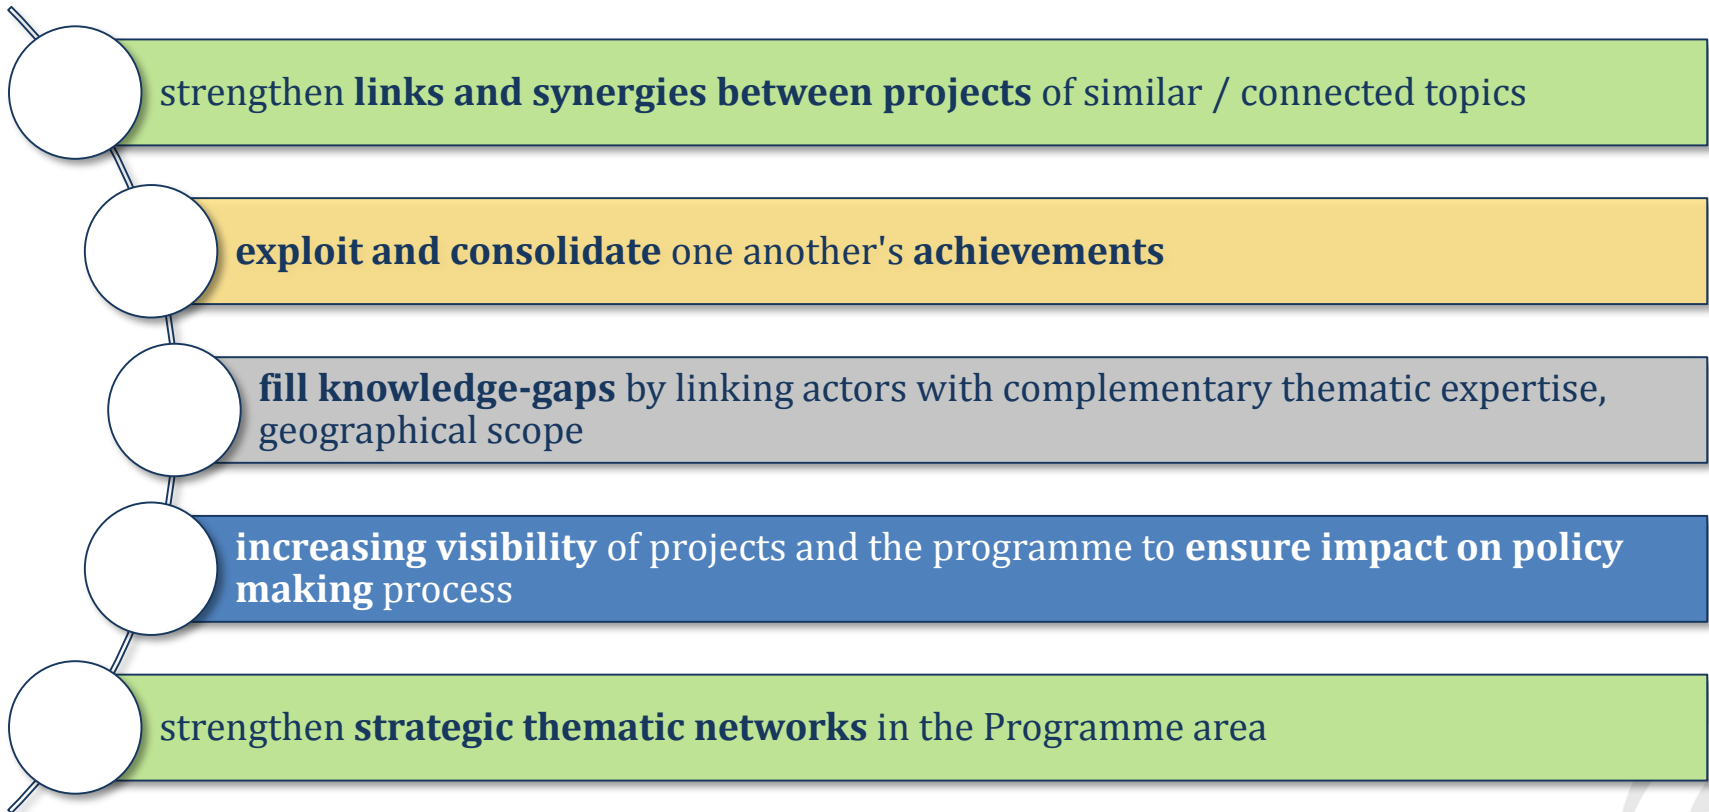 strengthen links and synergies between projects of similar / connected topics
exploit and consolidate one another's achievements
fill knowledge-gaps by linking actors with complementary thematic expertise,
geographical scope
increasing visibility of projects and the programme to ensure impact on policy
making process
strengthen strategic thematic networks in the Programme area